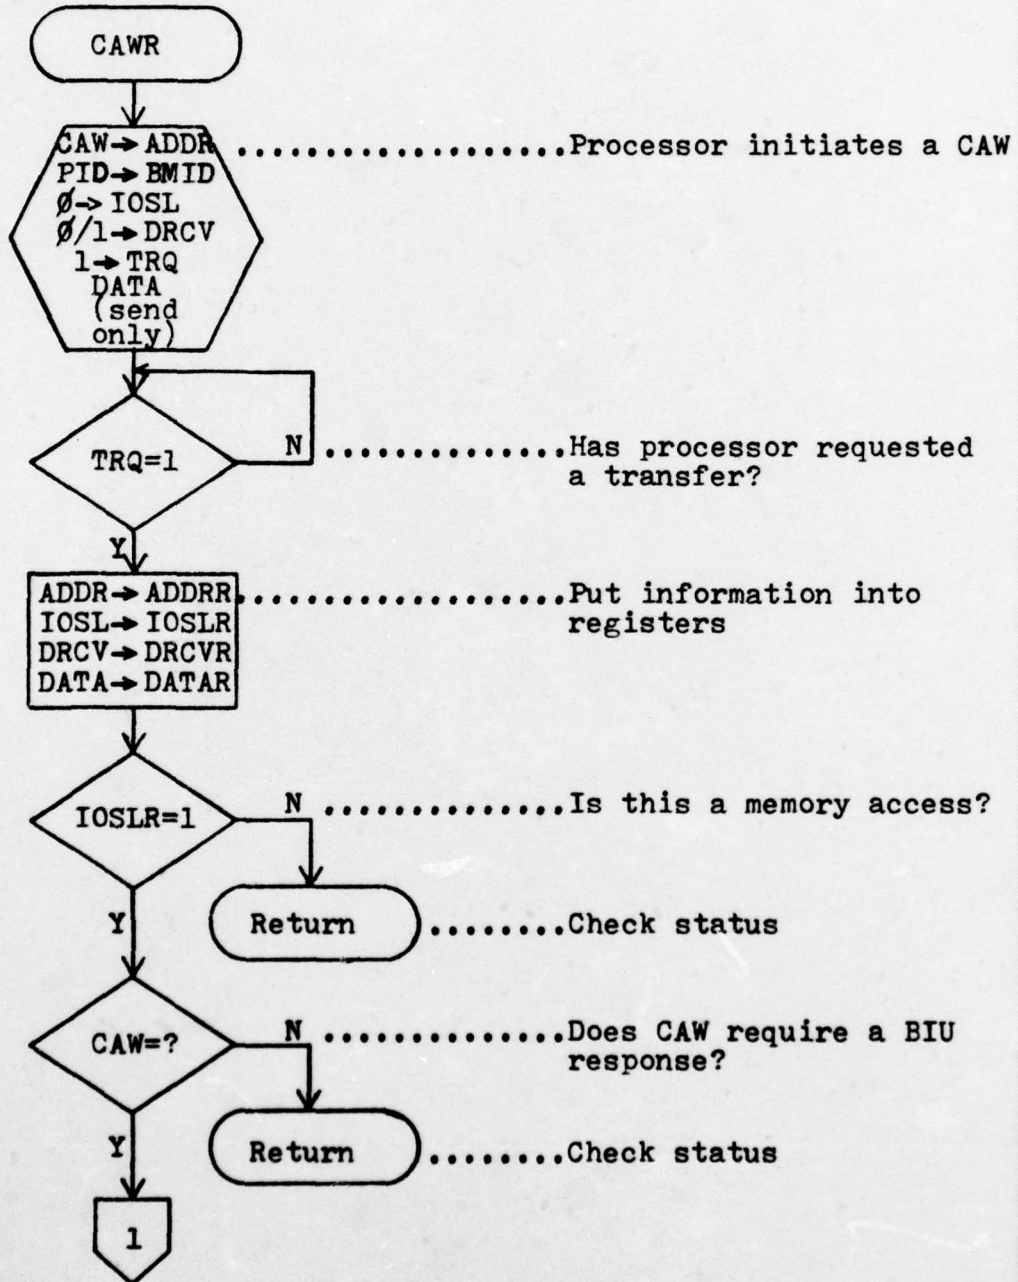 CAWR
CAW→ ADDR ....................Processor initiates a CAW
PID→ BMID
Ø→ IOSL
Ø/1→ DRCV
1→ TRQ
DATA
(send
only)
TRQ=1 N ..............Has processor requested
a transfer?
Y
ADDR→ ADDRR...................Put information into
IOSL→ IOSLR registers
DRCV→ DRCVR
DATA→ DATAR
IOSLR=1 N ..............Is this a memory access?
Y Return ........Check status
CAW=? N ..............Does CAW require a BIU
response?
Y Return ........Check status
1